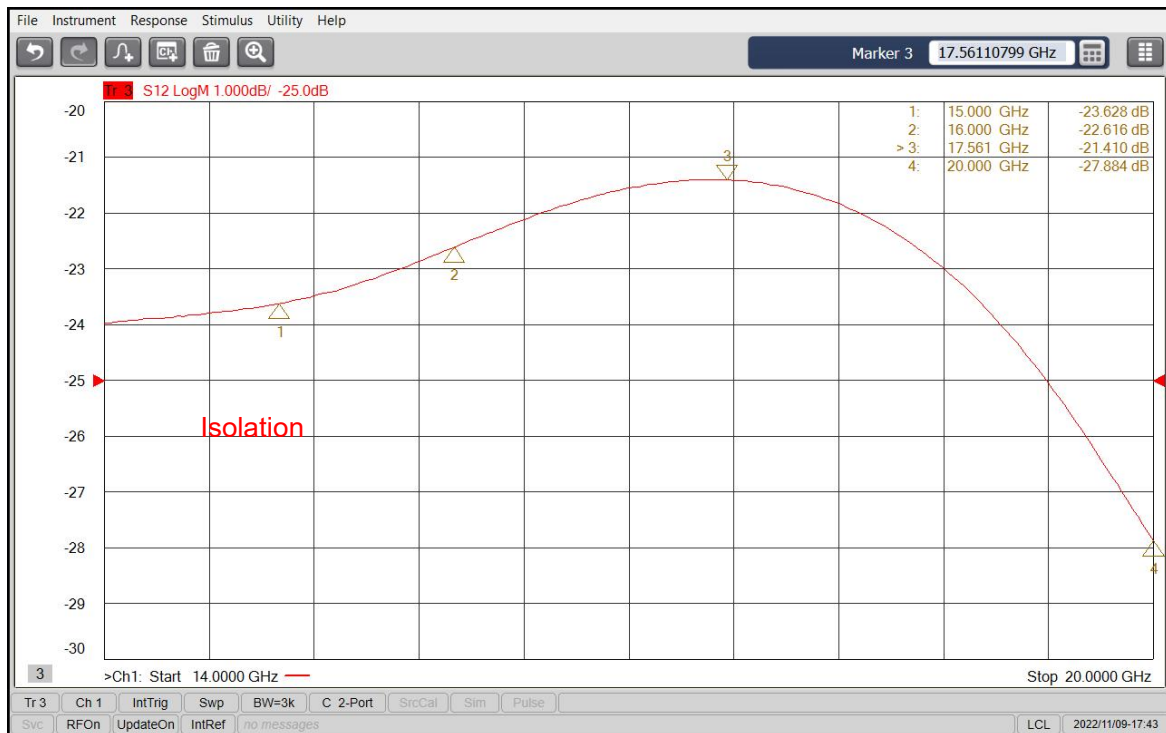 File Instrument Response Stimulus Utility Help
Marker 3 17.56110799 GHz
Tr 3 S12 LogM 1.000dB/ -25.0dB
1: 15.000 GHz -23.628 dB
2: 16.000 GHz -22.616 dB
> 3: 17.561 GHz -21.410 dB
4: 20.000 GHz -27.884 dB
-20
-21
-22
-23
-24
-25
-26
-27
-28
-29
-30
3
2
1
4
Isolation
3 >Ch1: Start 14.0000 GHz Stop 20.0000 GHz
Tr 3 Ch 1 IntTrig Swp BW=3k C 2-Port SrcCal Sim Pulse
Svc RFOn UpdateOn IntRef no messages LCL 2022/11/09-17:43